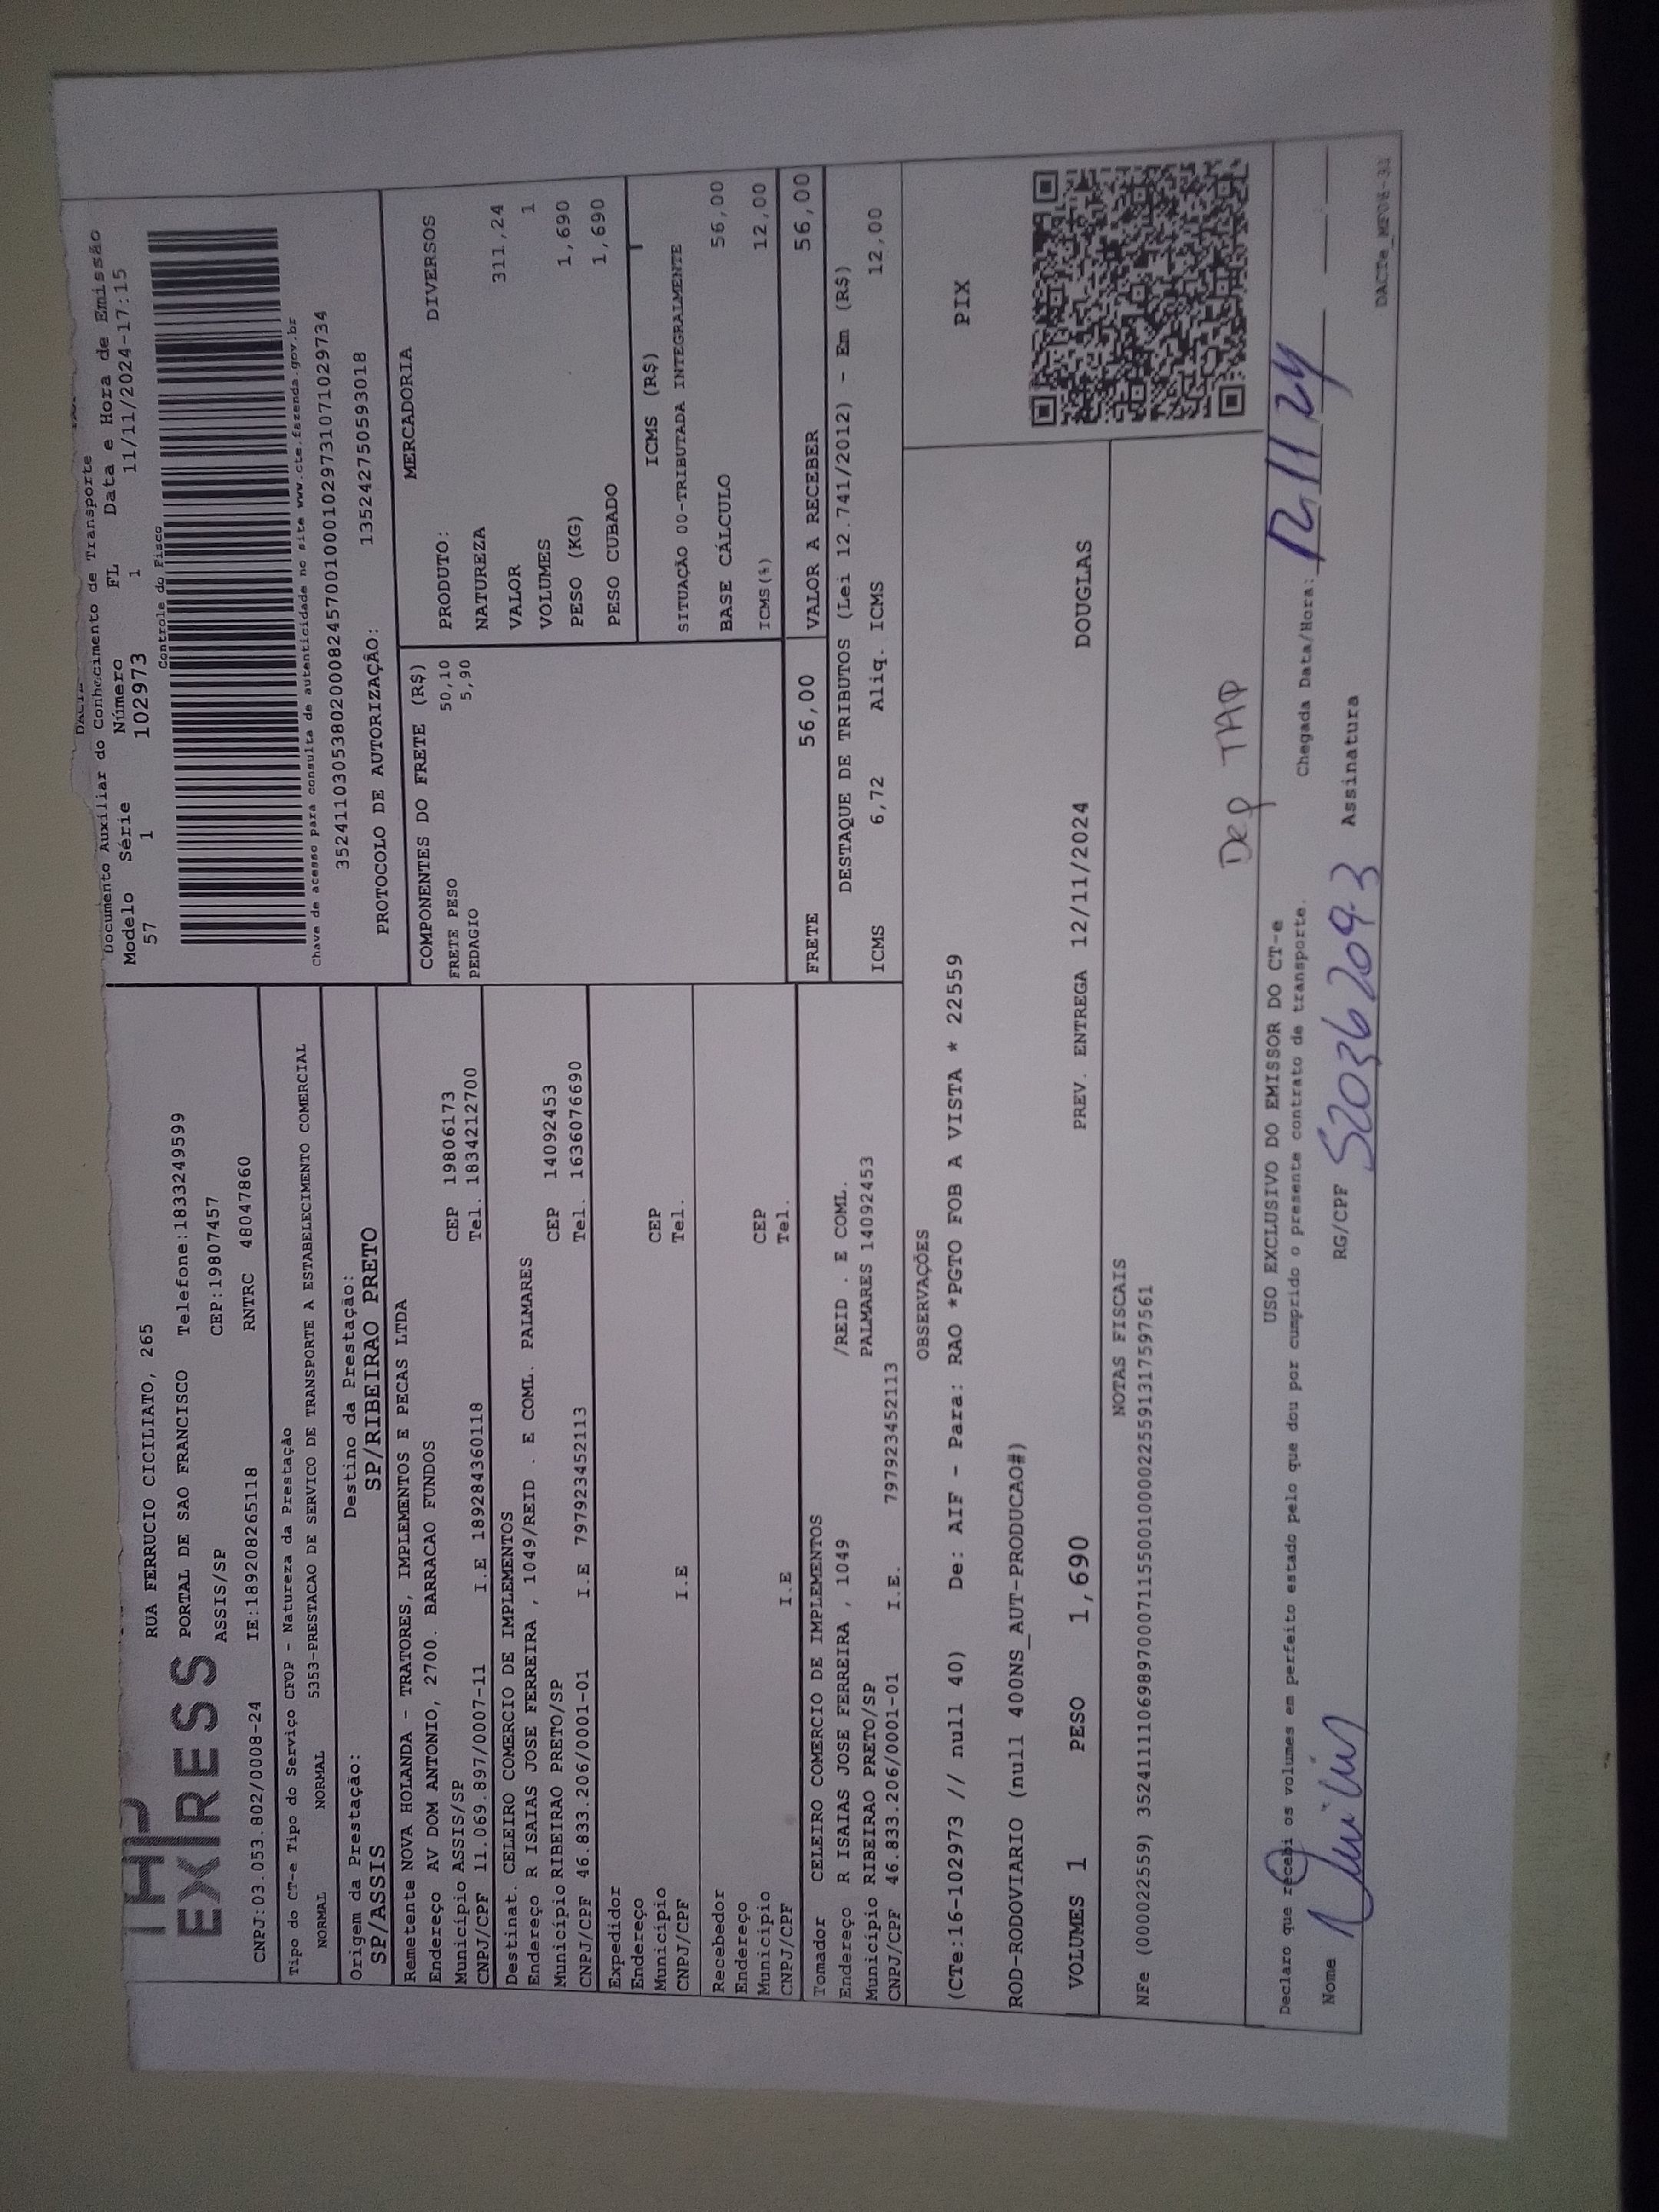 THP
EXPRESS
RUA FERRUCIO CICILIATO, 265
PORTAL DE SAO FRANCISCO Telefone:1833249599
ASSIS/SP CEP:19807457
CNPJ:03.053.802/0008-24 IE:189208265118 RNTRC 48047860
Tipo do CT-e Tipo do Serviço CFOP - Natureza da Prestação
NORMAL NORMAL 5353-PRESTACAO DE SERVICO DE TRANSPORTE A ESTABELECIMENTO COMERCIAL
Origem da Prestação: Destino da Prestação:
SP/ASSIS SP/RIBEIRAO PRETO
Documento Auxiliar do Conhecimento de Transporte
Modelo Série Número FL Data e Hora de Emissão
57 1 102973 1 11/11/2024-17:15
Controle do Fisco
Chave de acesso para consulta de autenticidade no site www.cte.fazenda.gov.br
35241103053802000824570010001029731071029734
PROTOCOLO DE AUTORIZAÇÃO: 135242750593018
Remetente NOVA HOLANDA - TRATORES, IMPLEMENTOS E PECAS LTDA
Endereço AV DOM ANTONIO, 2700. BARRACAO FUNDOS
Município ASSIS/SP CEP 19806173
CNPJ/CPF 11.069.897/0007-11 I.E 189284360118 Tel. 1834212700
Destinat. CELEIRO COMERCIO DE IMPLEMENTOS
Endereço R ISAIAS JOSE FERREIRA , 1049/REID . E COML. PALMARES
Município RIBEIRAO PRETO/SP CEP 14092453
CNPJ/CPF 46.833.206/0001-01 I.E 797923452113 Tel. 1636076690
Expedidor
Endereço
Município CEP
CNPJ/CPF I.E Tel.
Recebedor
Endereço
Município CEP
CNPJ/CPF I.E Tel.
Tomador CELEIRO COMERCIO DE IMPLEMENTOS
Endereço R ISAIAS JOSE FERREIRA , 1049 /REID . E COML.
Município RIBEIRAO PRETO/SP PALMARES 14092453
CNPJ/CPF 46.833.206/0001-01 I.E. 797923452113
COMPONENTES DO FRETE (R$)
FRETE PESO 50,10
PEDAGIO 5,90
MERCADORIA
PRODUTO: DIVERSOS
NATUREZA
VALOR 311,24
VOLUMES 1
PESO (KG) 1,690
PESO CUBADO 1,690
ICMS (R$)
SITUAÇÃO 00-TRIBUTADA INTEGRALMENTE
BASE CÁLCULO 56,00
ICMS(%) 12,00
FRETE 56,00 VALOR A RECEBER 56,00
DESTAQUE DE TRIBUTOS (Lei 12.741/2012) - Em (R$)
ICMS 6,72 Aliq. ICMS 12,00
OBSERVAÇÕES
(CTe:16-102973 // null 40) De: AIF - Para: RAO *PGTO FOB A VISTA * 22559
ROD-RODOVIARIO (null 400NS_AUT-PRODUCAO#)
VOLUMES 1 PESO 1,690 PREV. ENTREGA 12/11/2024 DOUGLAS
PIX
NOTAS FISCAIS
NFe (000022559) 35241111069897000711550010000225591317597561
Dep TAP
USO EXCLUSIVO DO EMISSOR DO CT-e
Declaro que recebi os volumes em perfeito estado pelo que dou por cumprido o presente contrato de transporte. Chegada Data/Hora: 12/11/24
Nome RG/CPF 52036209-3 Assinatura